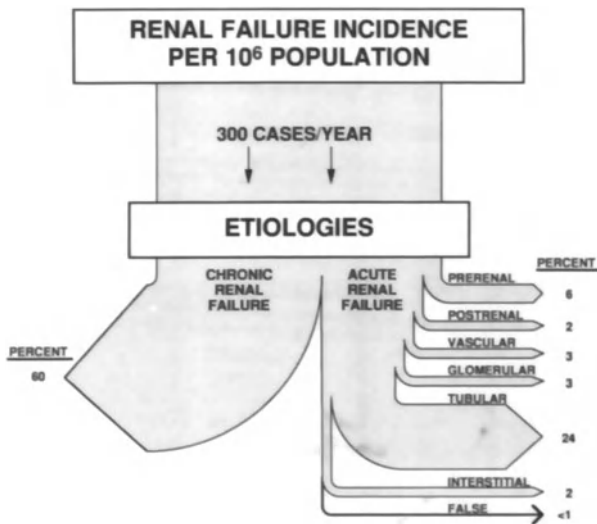 RENAL FAILURE INCIDENCE
PER 10⁶ POPULATION
300 CASES/YEAR
ETIOLOGIES
CHRONIC
RENAL
FAILURE
ACUTE
RENAL
FAILURE
PERCENT
60
PERCENT
PRERENAL 6
POSTRENAL 2
VASCULAR 3
GLOMERULAR 3
TUBULAR 24
INTERSTITIAL 2
FALSE <1